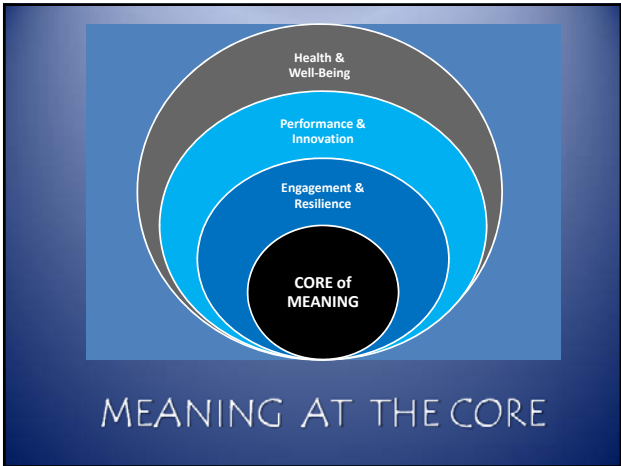 Health &
Well-Being
Performance &
Innovation
Engagement &
Resilience
CORE of
MEANING
MEANING AT THE CORE